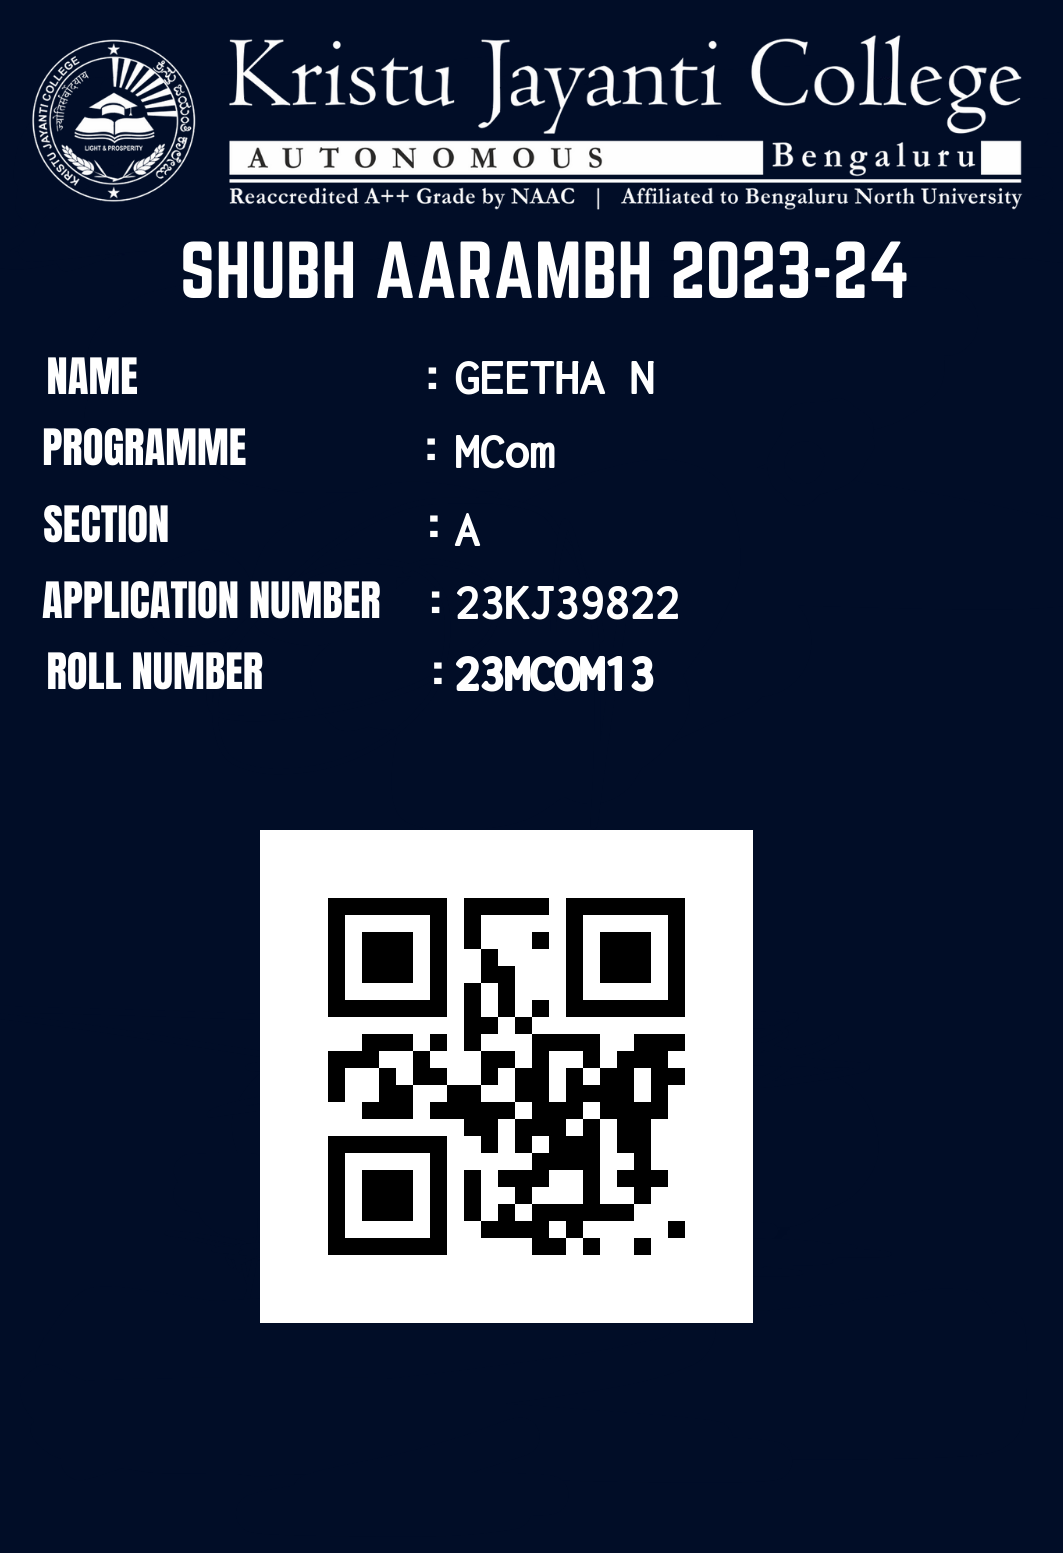 Kristu Jayanti College
AUTONOMOUS Bengaluru
Reaccredited A++ Grade by NAAC | Affiliated to Bengaluru North University
KRISTU JAYANTI COLLEGE
ಕ್ರಿಸ್ತು ಜಯಂತಿ ಕಾಲೇಜು
LIGHT & PROSPERITY
SHUBH AARAMBH 2023-24
NAME : GEETHA N
PROGRAMME : MCom
SECTION : A
APPLICATION NUMBER : 23KJ39822
ROLL NUMBER : 23MCOM13